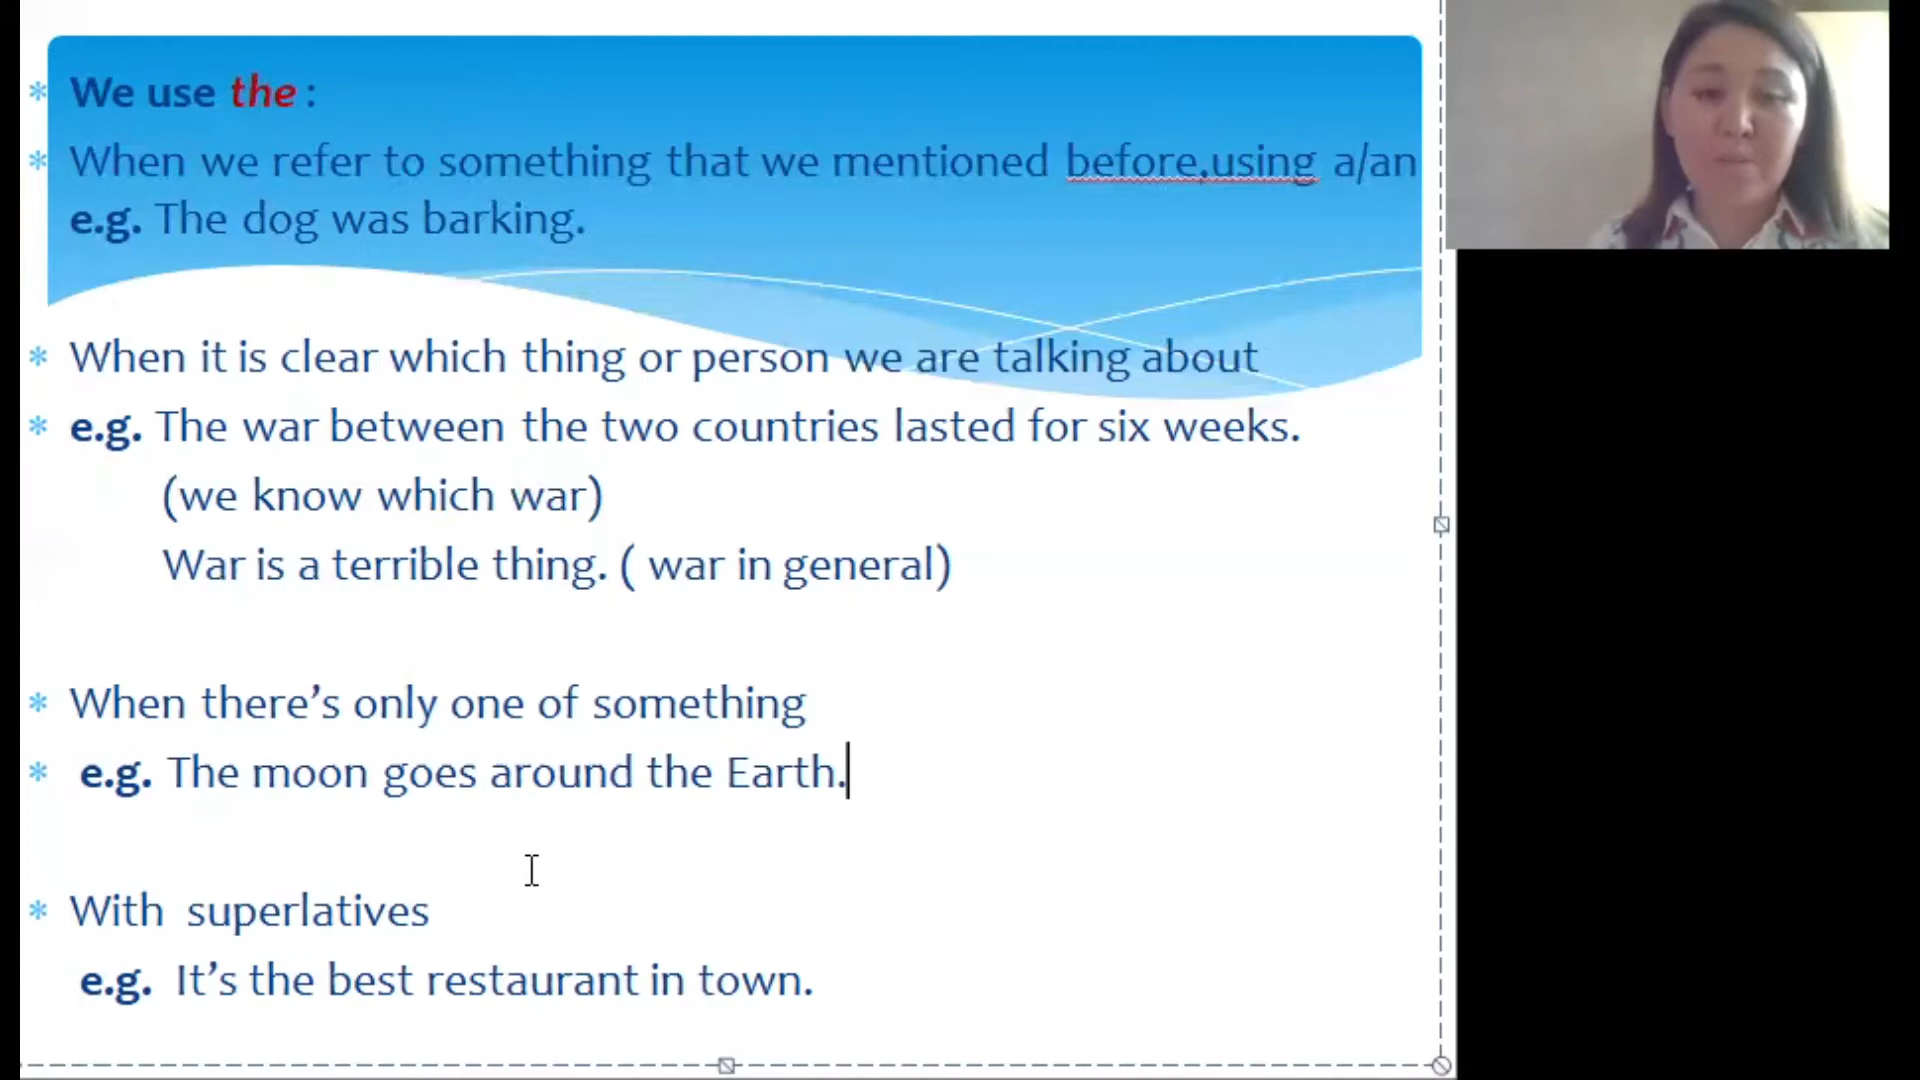 We use the :
When we refer to something that we mentioned before,using a/an
e.g. The dog was barking.
When it is clear which thing or person we are talking about
e.g. The war between the two countries lasted for six weeks.
(we know which war)
War is a terrible thing. ( war in general)
When there’s only one of something
e.g. The moon goes around the Earth.
With superlatives
e.g. It’s the best restaurant in town.